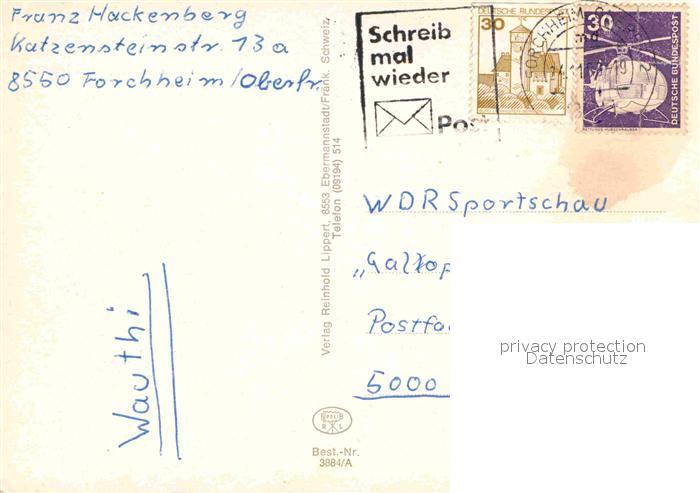 Franz Hackenberg
Katzensteinstr. 13a
8550 Forchheim/Oberfr.
Schreib
mal
wieder
Post
30
DEUTSCHE BUNDESPOST
30
DEUTSCHE BUNDESPOST
RETTUNGSHUBSCHRAUBER
Verlag Reinhold Lippert, 8553 Ebermannstadt/Fränk. Schweiz,
Telefon (09194) 514
WDR Sportschau
„Galop
Postfa
5000
Wauthi
privacy protection
Datenschutz
R L
Best.-Nr.
3884/A